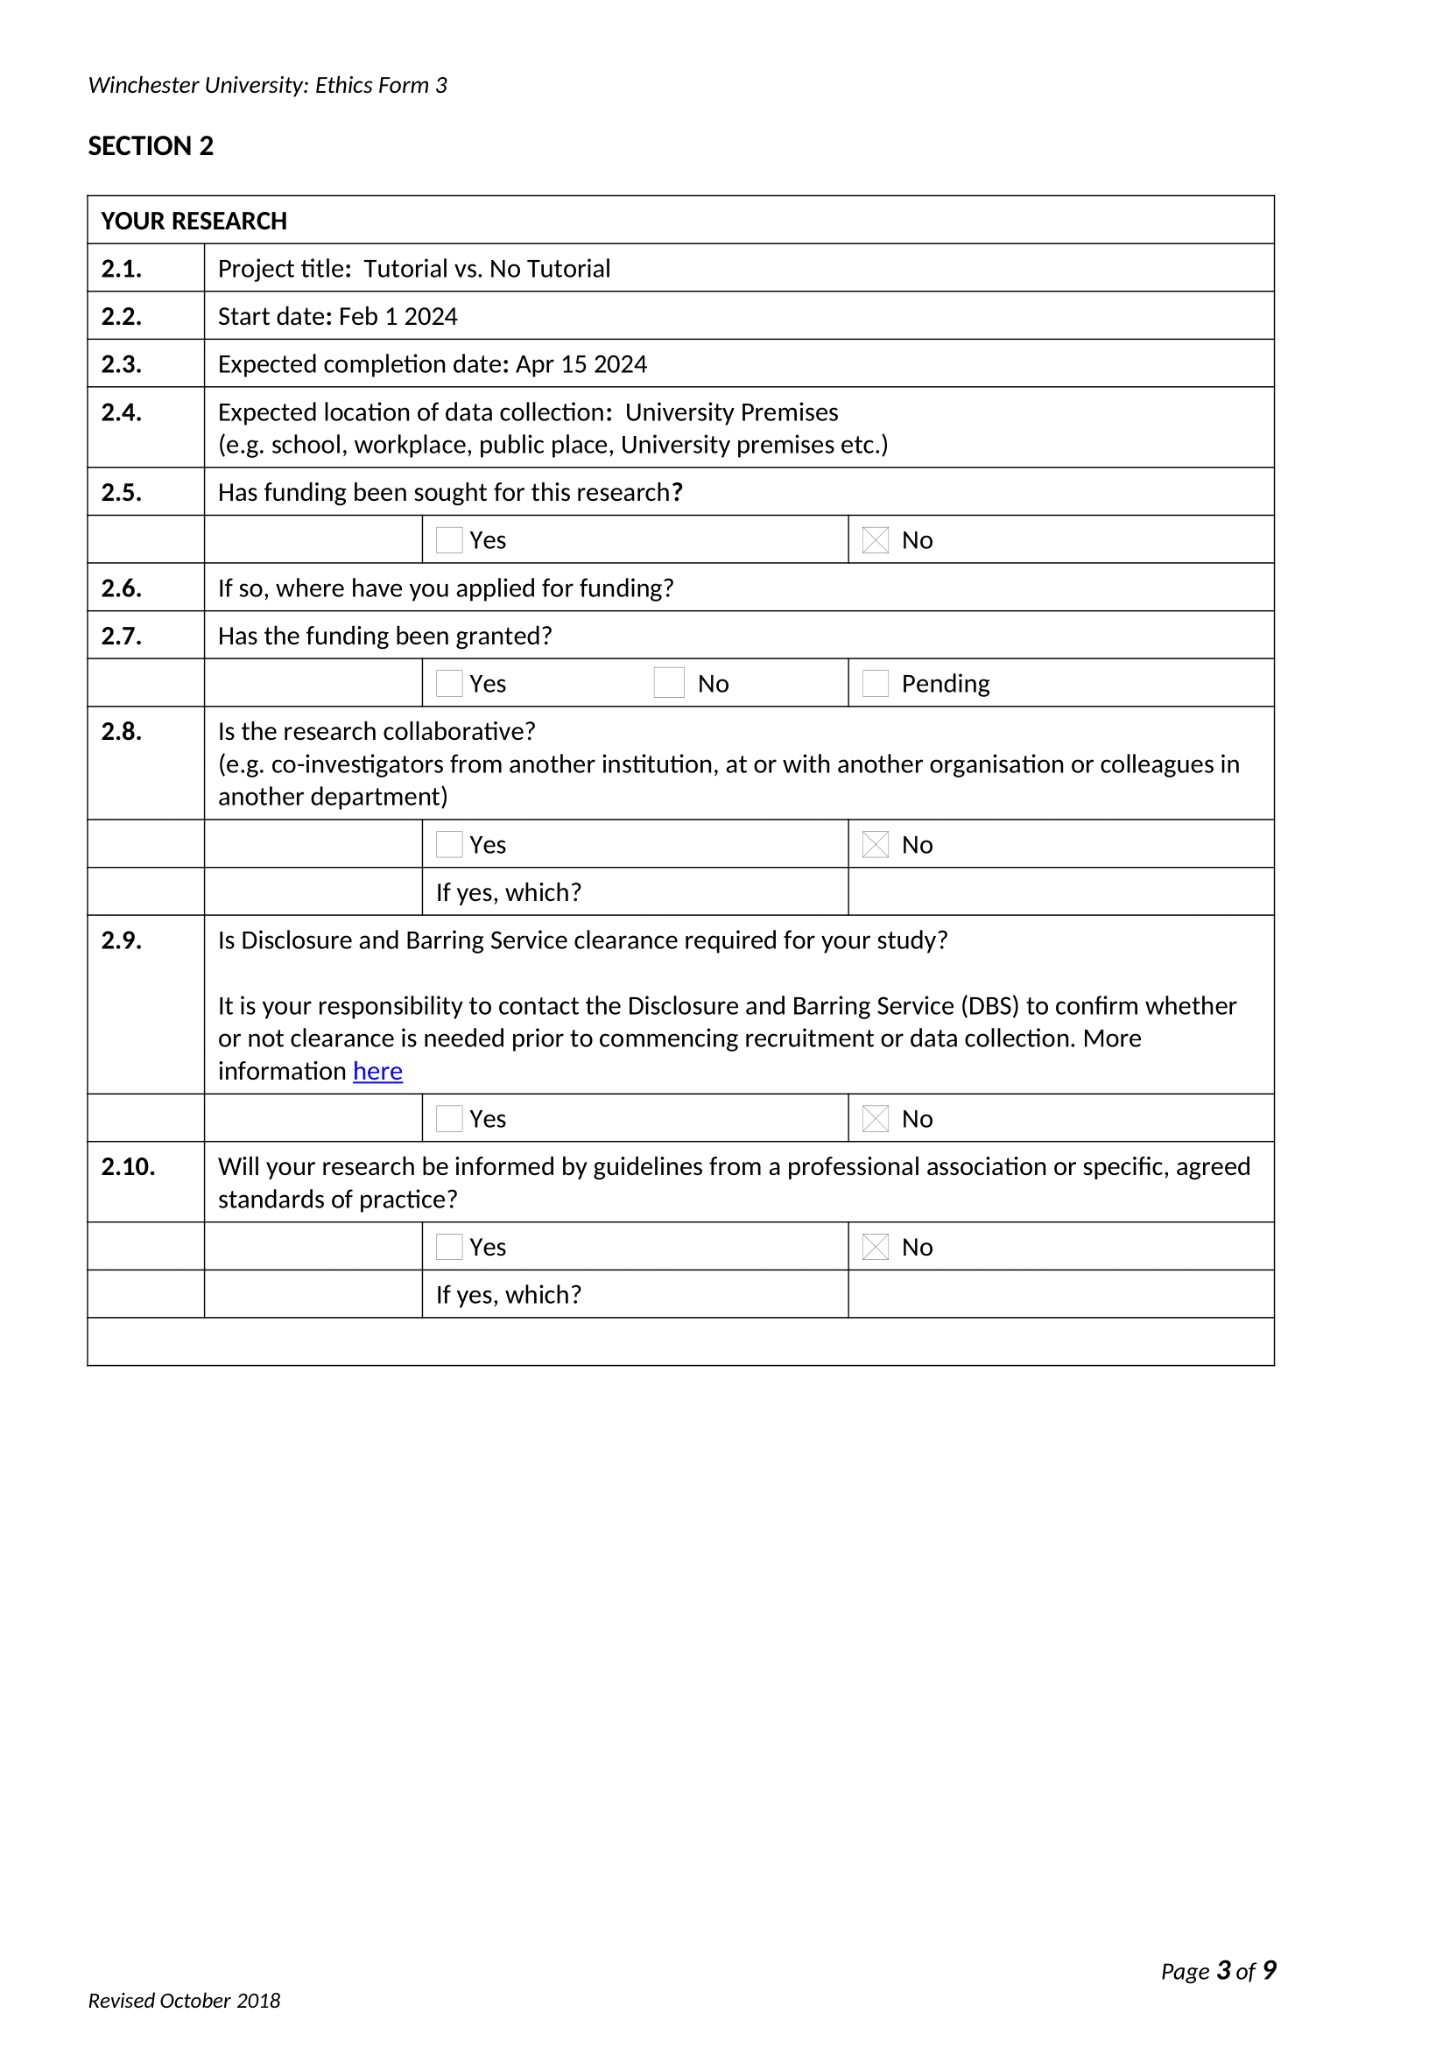 Winchester University: Ethics Form 3
SECTION 2
YOUR RESEARCH
2.1. Project title: Tutorial vs. No Tutorial
2.2. Start date: Feb 1 2024
2.3. Expected completion date: Apr 15 2024
2.4. Expected location of data collection: University Premises
(e.g. school, workplace, public place, University premises etc.)
2.5. Has funding been sought for this research?
☐ Yes ☒ No
2.6. If so, where have you applied for funding?
2.7. Has the funding been granted?
☐ Yes ☐ No ☐ Pending
2.8. Is the research collaborative?
(e.g. co-investigators from another institution, at or with another organisation or colleagues in
another department)
☐ Yes ☒ No
If yes, which?
2.9. Is Disclosure and Barring Service clearance required for your study?
It is your responsibility to contact the Disclosure and Barring Service (DBS) to confirm whether
or not clearance is needed prior to commencing recruitment or data collection. More
information here
☐ Yes ☒ No
2.10. Will your research be informed by guidelines from a professional association or specific, agreed
standards of practice?
☐ Yes ☒ No
If yes, which?
Page 3 of 9
Revised October 2018